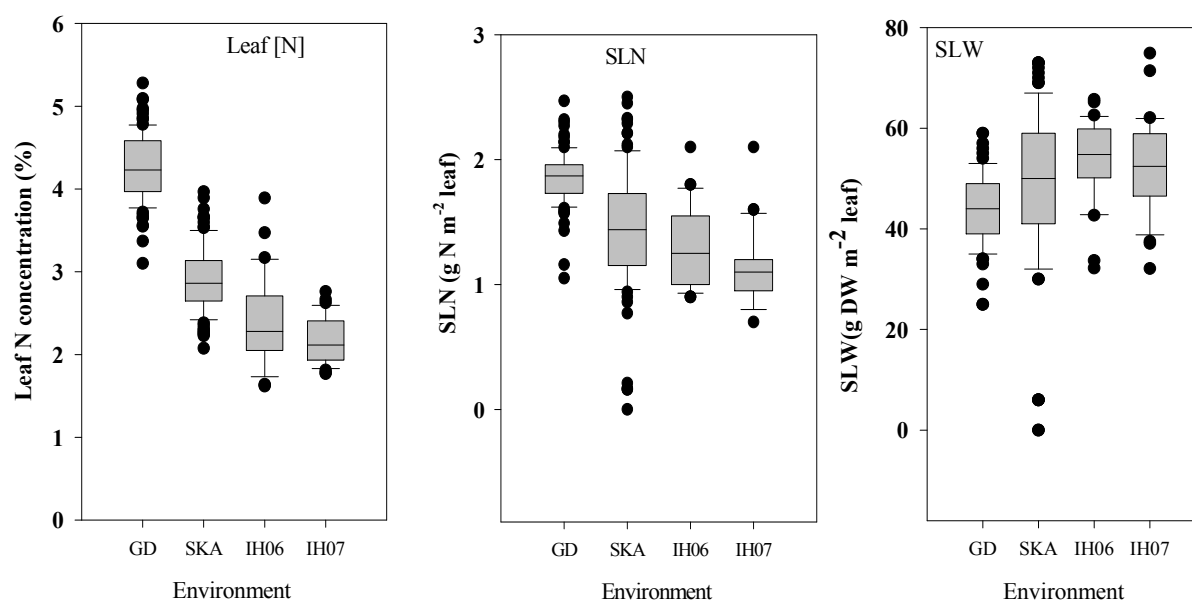 Leaf [N]
Leaf N concentration (%)
6
5
4
3
2
1
0
GD SKA IH06 IH07
Environment
SLN
SLN (g N m-2 leaf)
3
2
1
0
GD SKA IH06 IH07
Environment
SLW
SLW(g DW m-2 leaf)
80
60
40
20
0
GD SKA IH06 IH07
Environment